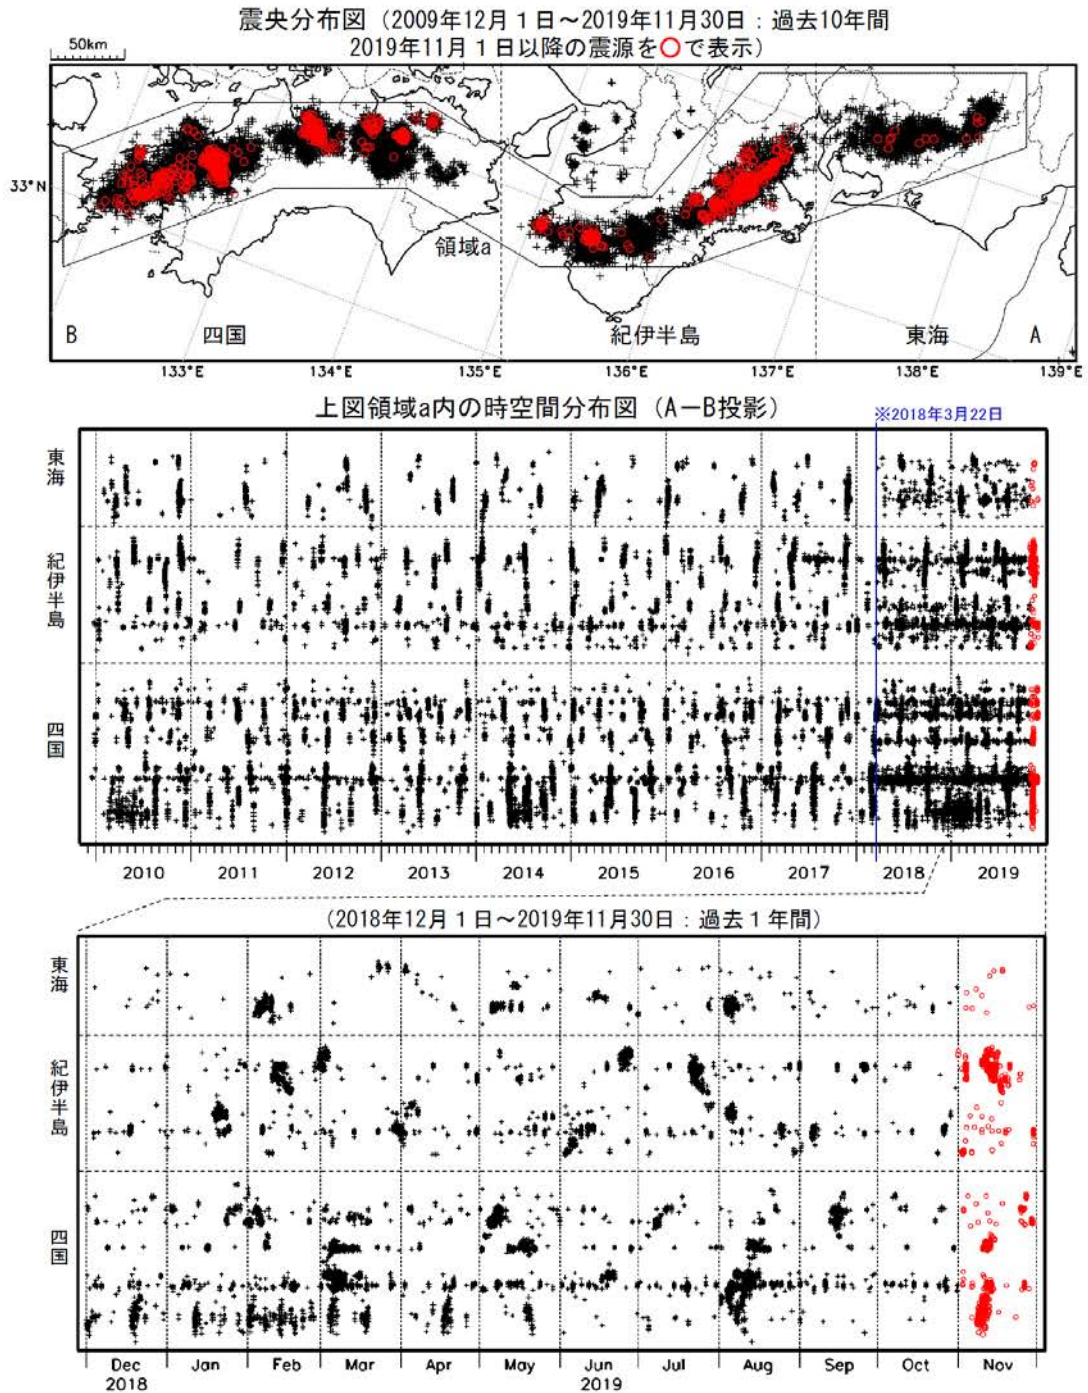 震央分布図（2009年12月１日～2019年11月30日：過去10年間
2019年11月１日以降の震源を○で表示）
50km
33°N
領域a
B 四国 紀伊半島 東海 A
133°E 134°E 135°E 136°E 137°E 138°E 139°E
上図領域a内の時空間分布図（A－B投影）
※2018年3月22日
東海
紀伊半島
四国
2010 2011 2012 2013 2014 2015 2016 2017 2018 2019
（2018年12月１日～2019年11月30日：過去１年間）
東海
紀伊半島
四国
Dec Jan Feb Mar Apr May Jun Jul Aug Sep Oct Nov
2018 2019